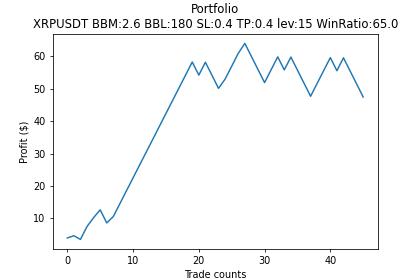 Portfolio
XRPUSDT BBM:2.6 BBL:180 SL:0.4 TP:0.4 lev:15 WinRatio:65.0
Profit ($)
60
50
40
30
20
10
0 10 20 30 40
Trade counts